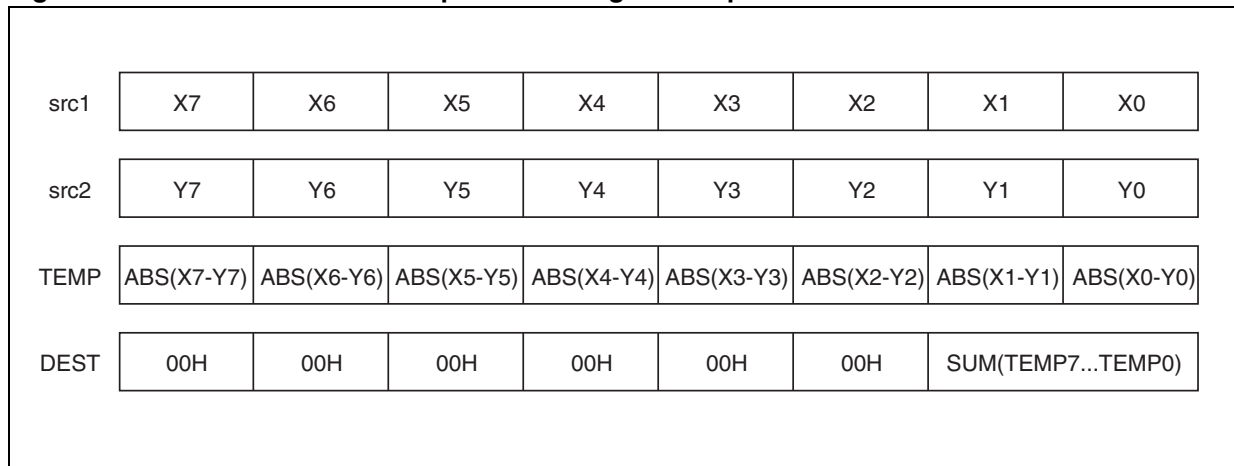 src1 X7 X6 X5 X4 X3 X2 X1 X0
src2 Y7 Y6 Y5 Y4 Y3 Y2 Y1 Y0
TEMP ABS(X7-Y7) ABS(X6-Y6) ABS(X5-Y5) ABS(X4-Y4) ABS(X3-Y3) ABS(X2-Y2) ABS(X1-Y1) ABS(X0-Y0)
DEST 00H 00H 00H 00H 00H 00H SUM(TEMP7...TEMP0)